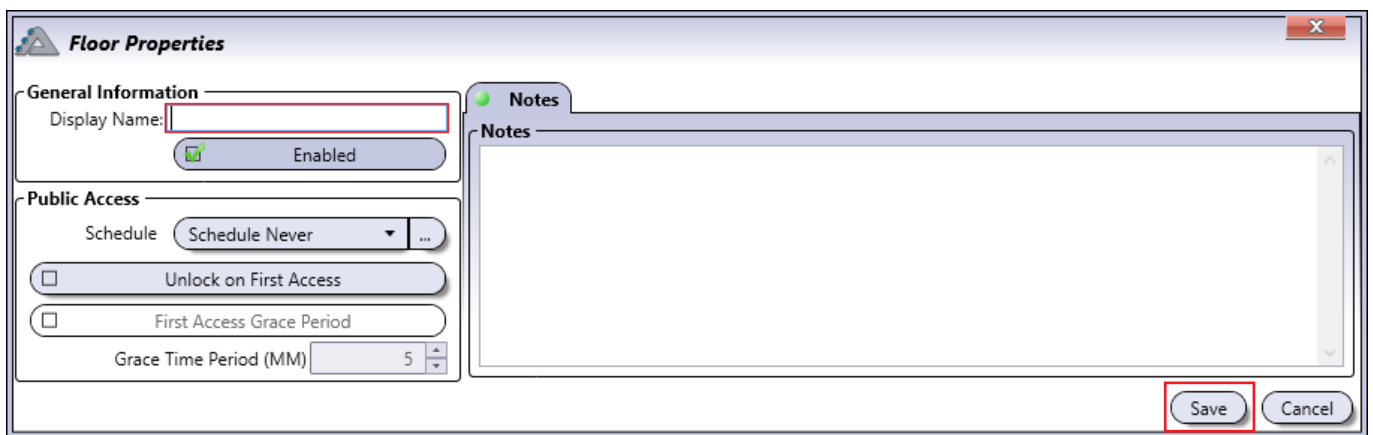 Floor Properties
X
General Information
Display Name:
Enabled
Public Access
Schedule
Schedule Never
...
Unlock on First Access
First Access Grace Period
Grace Time Period (MM)
5
Notes
Notes
Save
Cancel